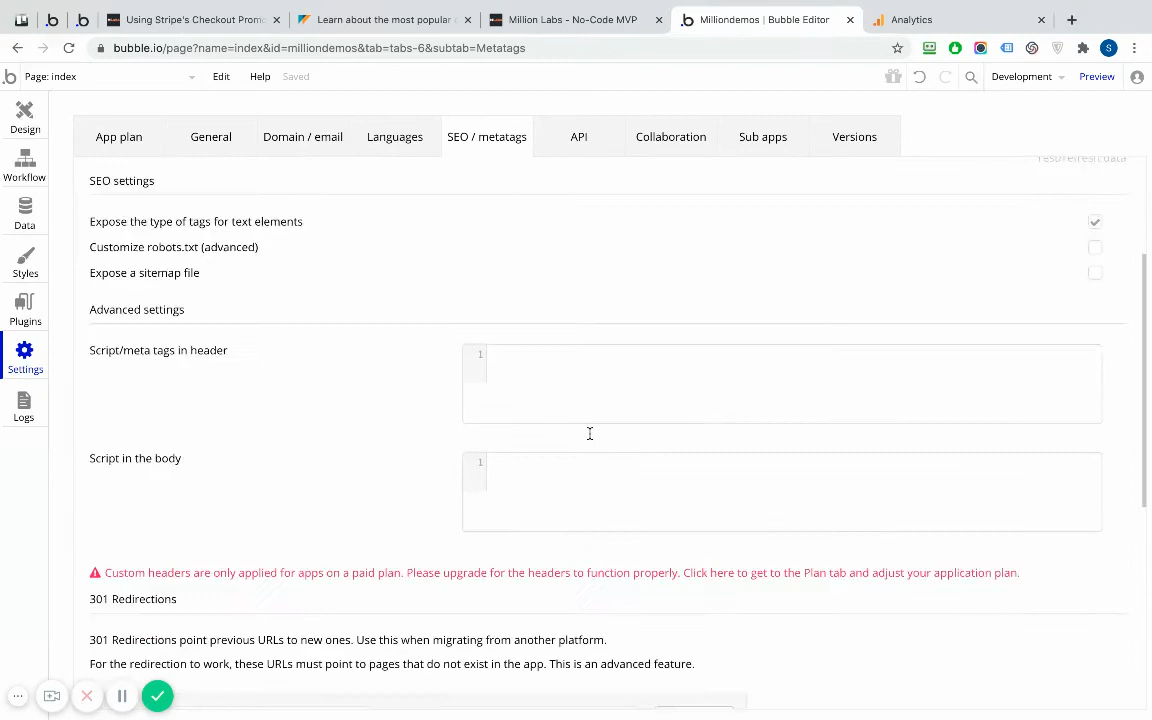 Using Stripe's Checkout Promo
Learn about the most popular
Million Labs - No-Code MVP
Milliondemos | Bubble Editor
Analytics
bubble.io/page?name=index&id=milliondemos&tab=tabs-6&subtab=Metatags
S
Page: index
Edit
Help
Saved
Development
Preview
Design
Workflow
Data
Styles
Plugins
Settings
Logs
App plan
General
Domain / email
Languages
SEO / metatags
API
Collaboration
Sub apps
Versions
SEO settings
Expose the type of tags for text elements
Customize robots.txt (advanced)
Expose a sitemap file
Advanced settings
Script/meta tags in header
1
Script in the body
1
Custom headers are only applied for apps on a paid plan. Please upgrade for the headers to function properly. Click here to get to the Plan tab and adjust your application plan.
301 Redirections
301 Redirections point previous URLs to new ones. Use this when migrating from another platform.
For the redirection to work, these URLs must point to pages that do not exist in the app. This is an advanced feature.